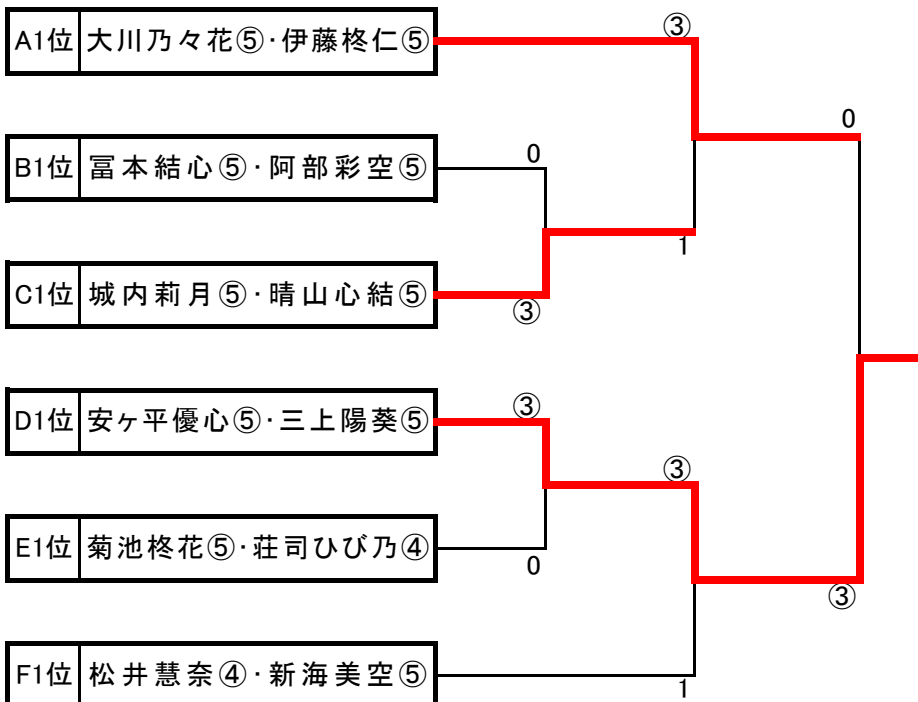 A1位 大川乃々花⑤・伊藤柊仁⑤
③
0
B1位 冨本結心⑤・阿部彩空⑤
0
1
C1位 城内莉月⑤・晴山心結⑤
③
D1位 安ヶ平優心⑤・三上陽葵⑤
③
③
E1位 菊池柊花⑤・荘司ひび乃④
0
③
F1位 松井慧奈④・新海美空⑤
1